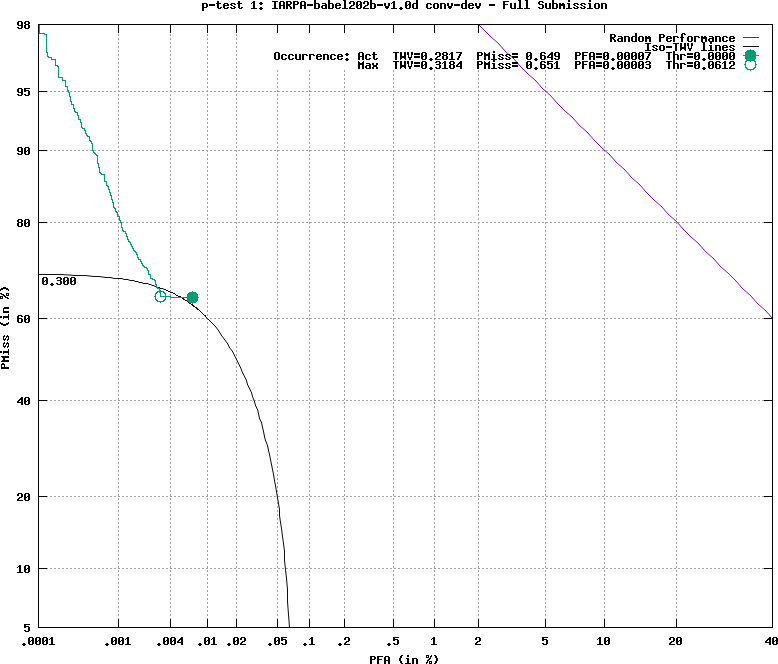 p-test 1: IARPA-babel202b-v1.0d conv-dev - Full Submission
Random Performance
Iso-TWV lines
Occurrence: Act TWV=0.2817 PMiss= 0.649 PFA=0.00007 Thr=0.0000
Max TWV=0.3184 PMiss= 0.651 PFA=0.00003 Thr=0.0612
98
95
90
80
60
40
20
10
5
PMiss (in %)
0.300
.0001 .001 .004 .01 .02 .05 .1 .2 .5 1 2 5 10 20 40
PFA (in %)